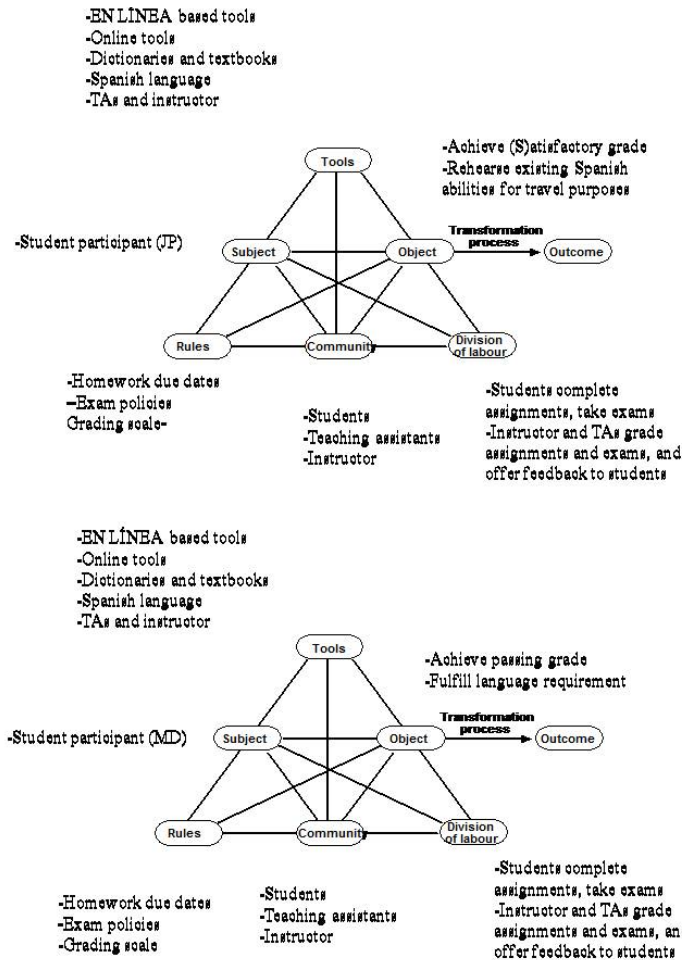 -EN LÍNEA based tools
-Online tools
-Dictionaries and textbooks
-Spanish language
-TAs and instructor
Tools
-Achieve (S)atisfactory grade
-Rehearse existing Spanish
abilities for travel purposes
-Student participant (JP)
Subject
Object
Transformation
process
Outcome
Rules
Community
Division
of labour
-Homework due dates
-Exam policies
Grading scale-
-Students
-Teaching assistants
-Instructor
-Students complete
assignments, take exams
-Instructor and TAs grade
assignments and exams, and
offer feedback to students
-EN LÍNEA based tools
-Online tools
-Dictionaries and textbooks
-Spanish language
-TAs and instructor
Tools
-Achieve passing grade
-Fulfill language requirement
-Student participant (MD)
Subject
Object
Transformation
process
Outcome
Rules
Community
Division
of labour
-Homework due dates
-Exam policies
-Grading scale
-Students
-Teaching assistants
-Instructor
-Students complete
assignments, take exams
-Instructor and TAs grade
assignments and exams, an
offer feedback to students